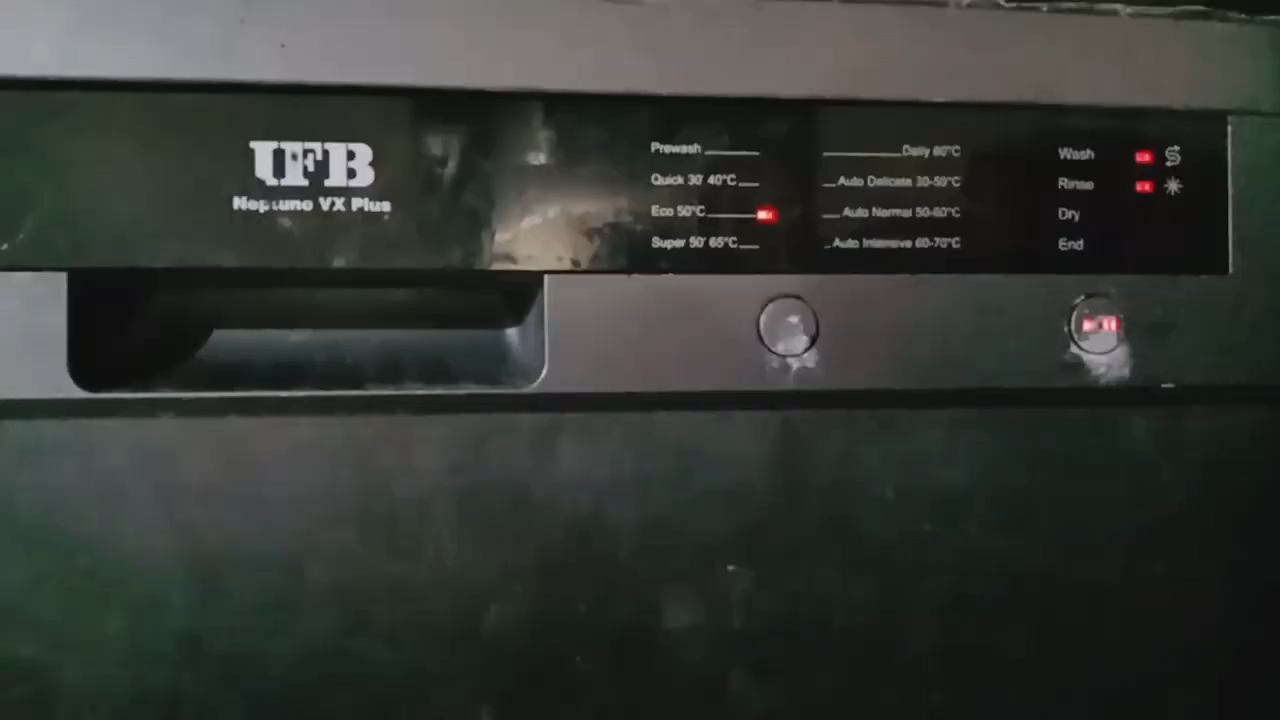 IFB
Neptune VX Plus
Prewash
Quick 30' 40°C
Eco 50°C
Super 50' 65°C
Daily 60°C
Auto Delicate 30-50°C
Auto Normal 50-60°C
Auto Intensive 60-70°C
Wash
Rinse
Dry
End